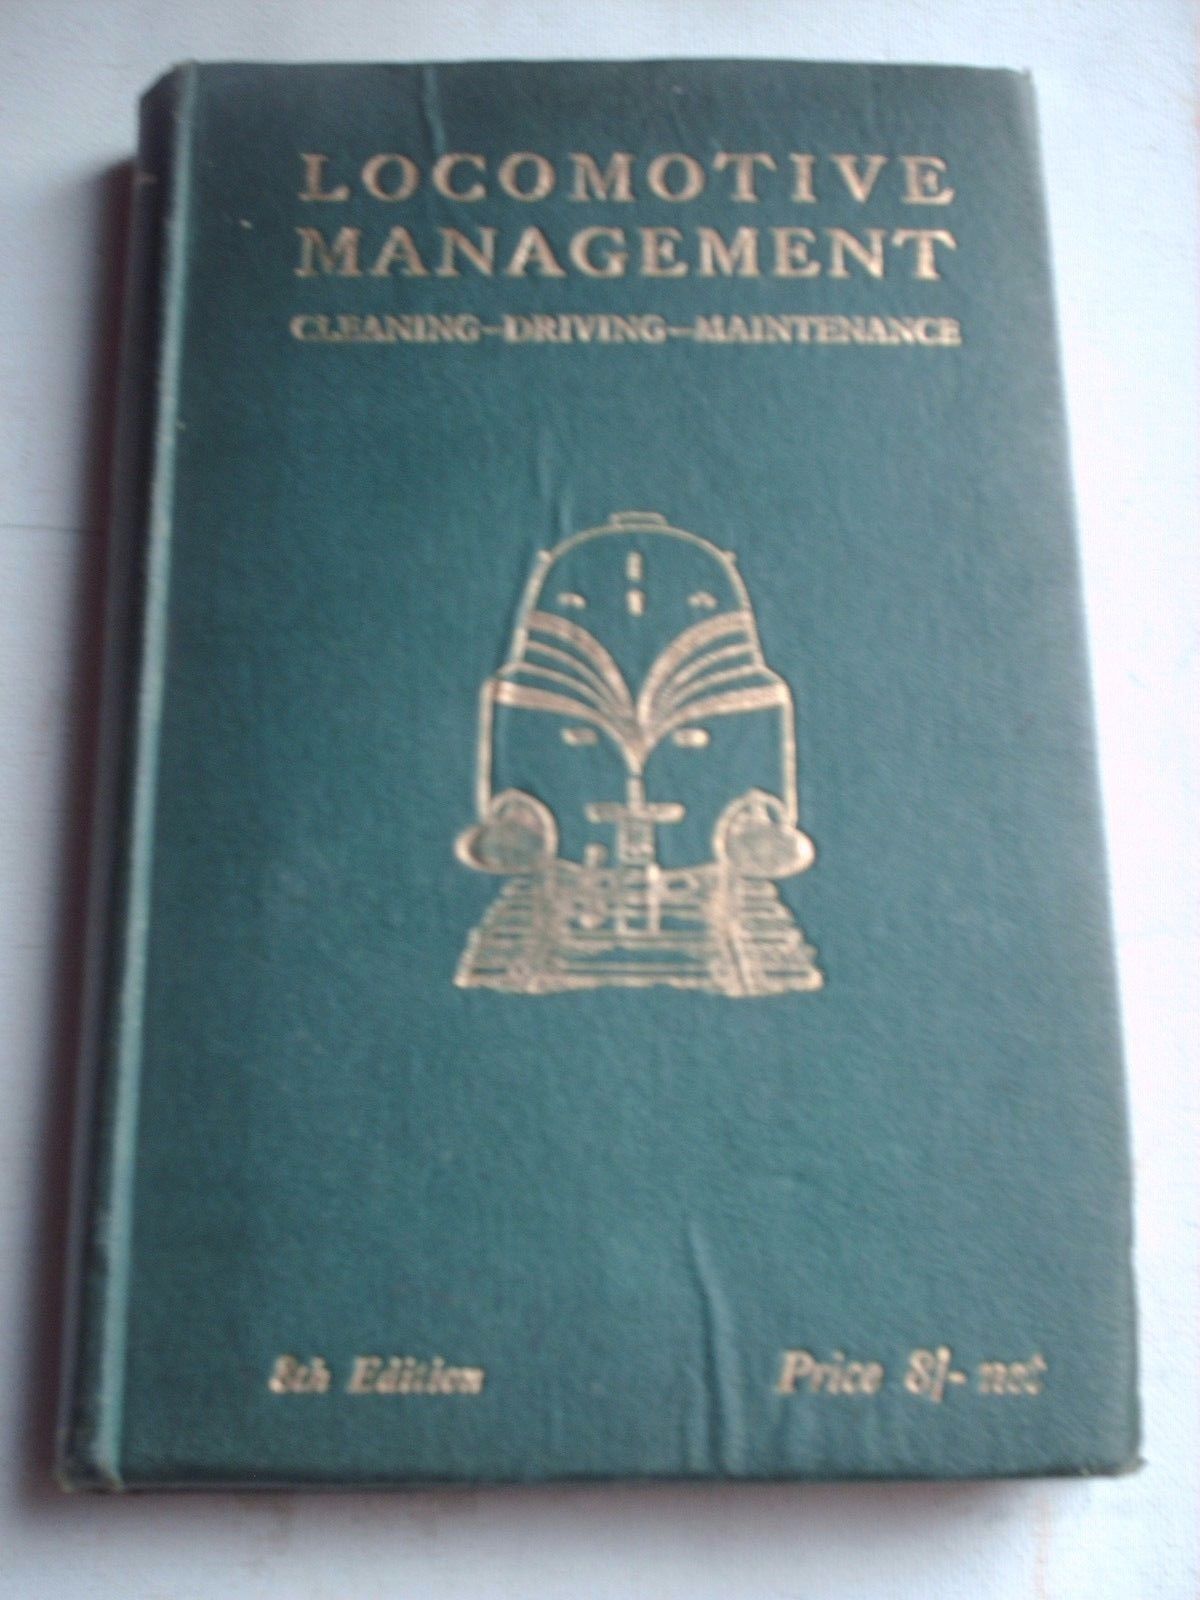 LOCOMOTIVE
MANAGEMENT
CLEANING–DRIVING–MAINTENANCE
8th Edition
Price 8/- net